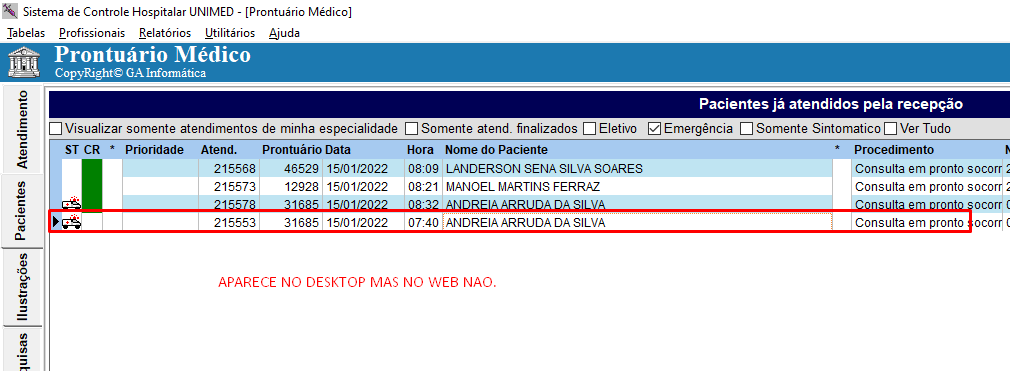 Sistema de Controle Hospitalar UNIMED - [Prontuário Médico]
Tabelas Profissionais Relatórios Utilitários Ajuda
Prontuário Médico
CopyRight© GA Informática
Atendimento
Pacientes
Ilustrações
quisas
Pacientes já atendidos pela recepção
Visualizar somente atendimentos de minha especialidade Somente atend. finalizados Eletivo Emergência Somente Sintomatico Ver Tudo
ST CR * Prioridade Atend. Prontuário Data Hora Nome do Paciente * Procedimento N
215568 46529 15/01/2022 08:09 LANDERSON SENA SILVA SOARES Consulta em pronto socorr 2
215573 12928 15/01/2022 08:21 MANOEL MARTINS FERRAZ Consulta em pronto socorr 2
215578 31685 15/01/2022 08:32 ANDREIA ARRUDA DA SILVA Consulta em pronto socorr 0
215553 31685 15/01/2022 07:40 ANDREIA ARRUDA DA SILVA Consulta em pronto socorr 0
APARECE NO DESKTOP MAS NO WEB NAO.